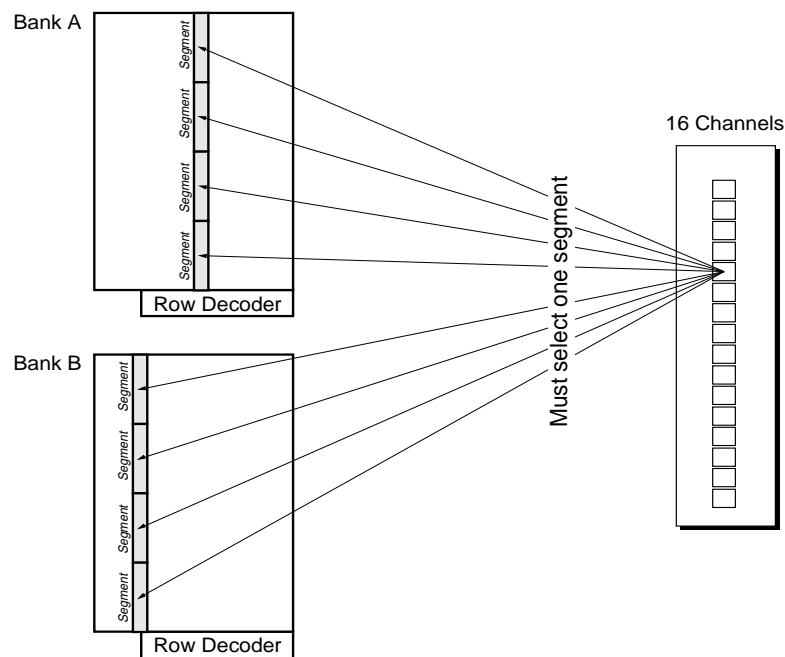 Bank A
Segment
Segment
Segment
Segment
Row Decoder
16 Channels
Must select one segment
Bank B
Segment
Segment
Segment
Segment
Row Decoder